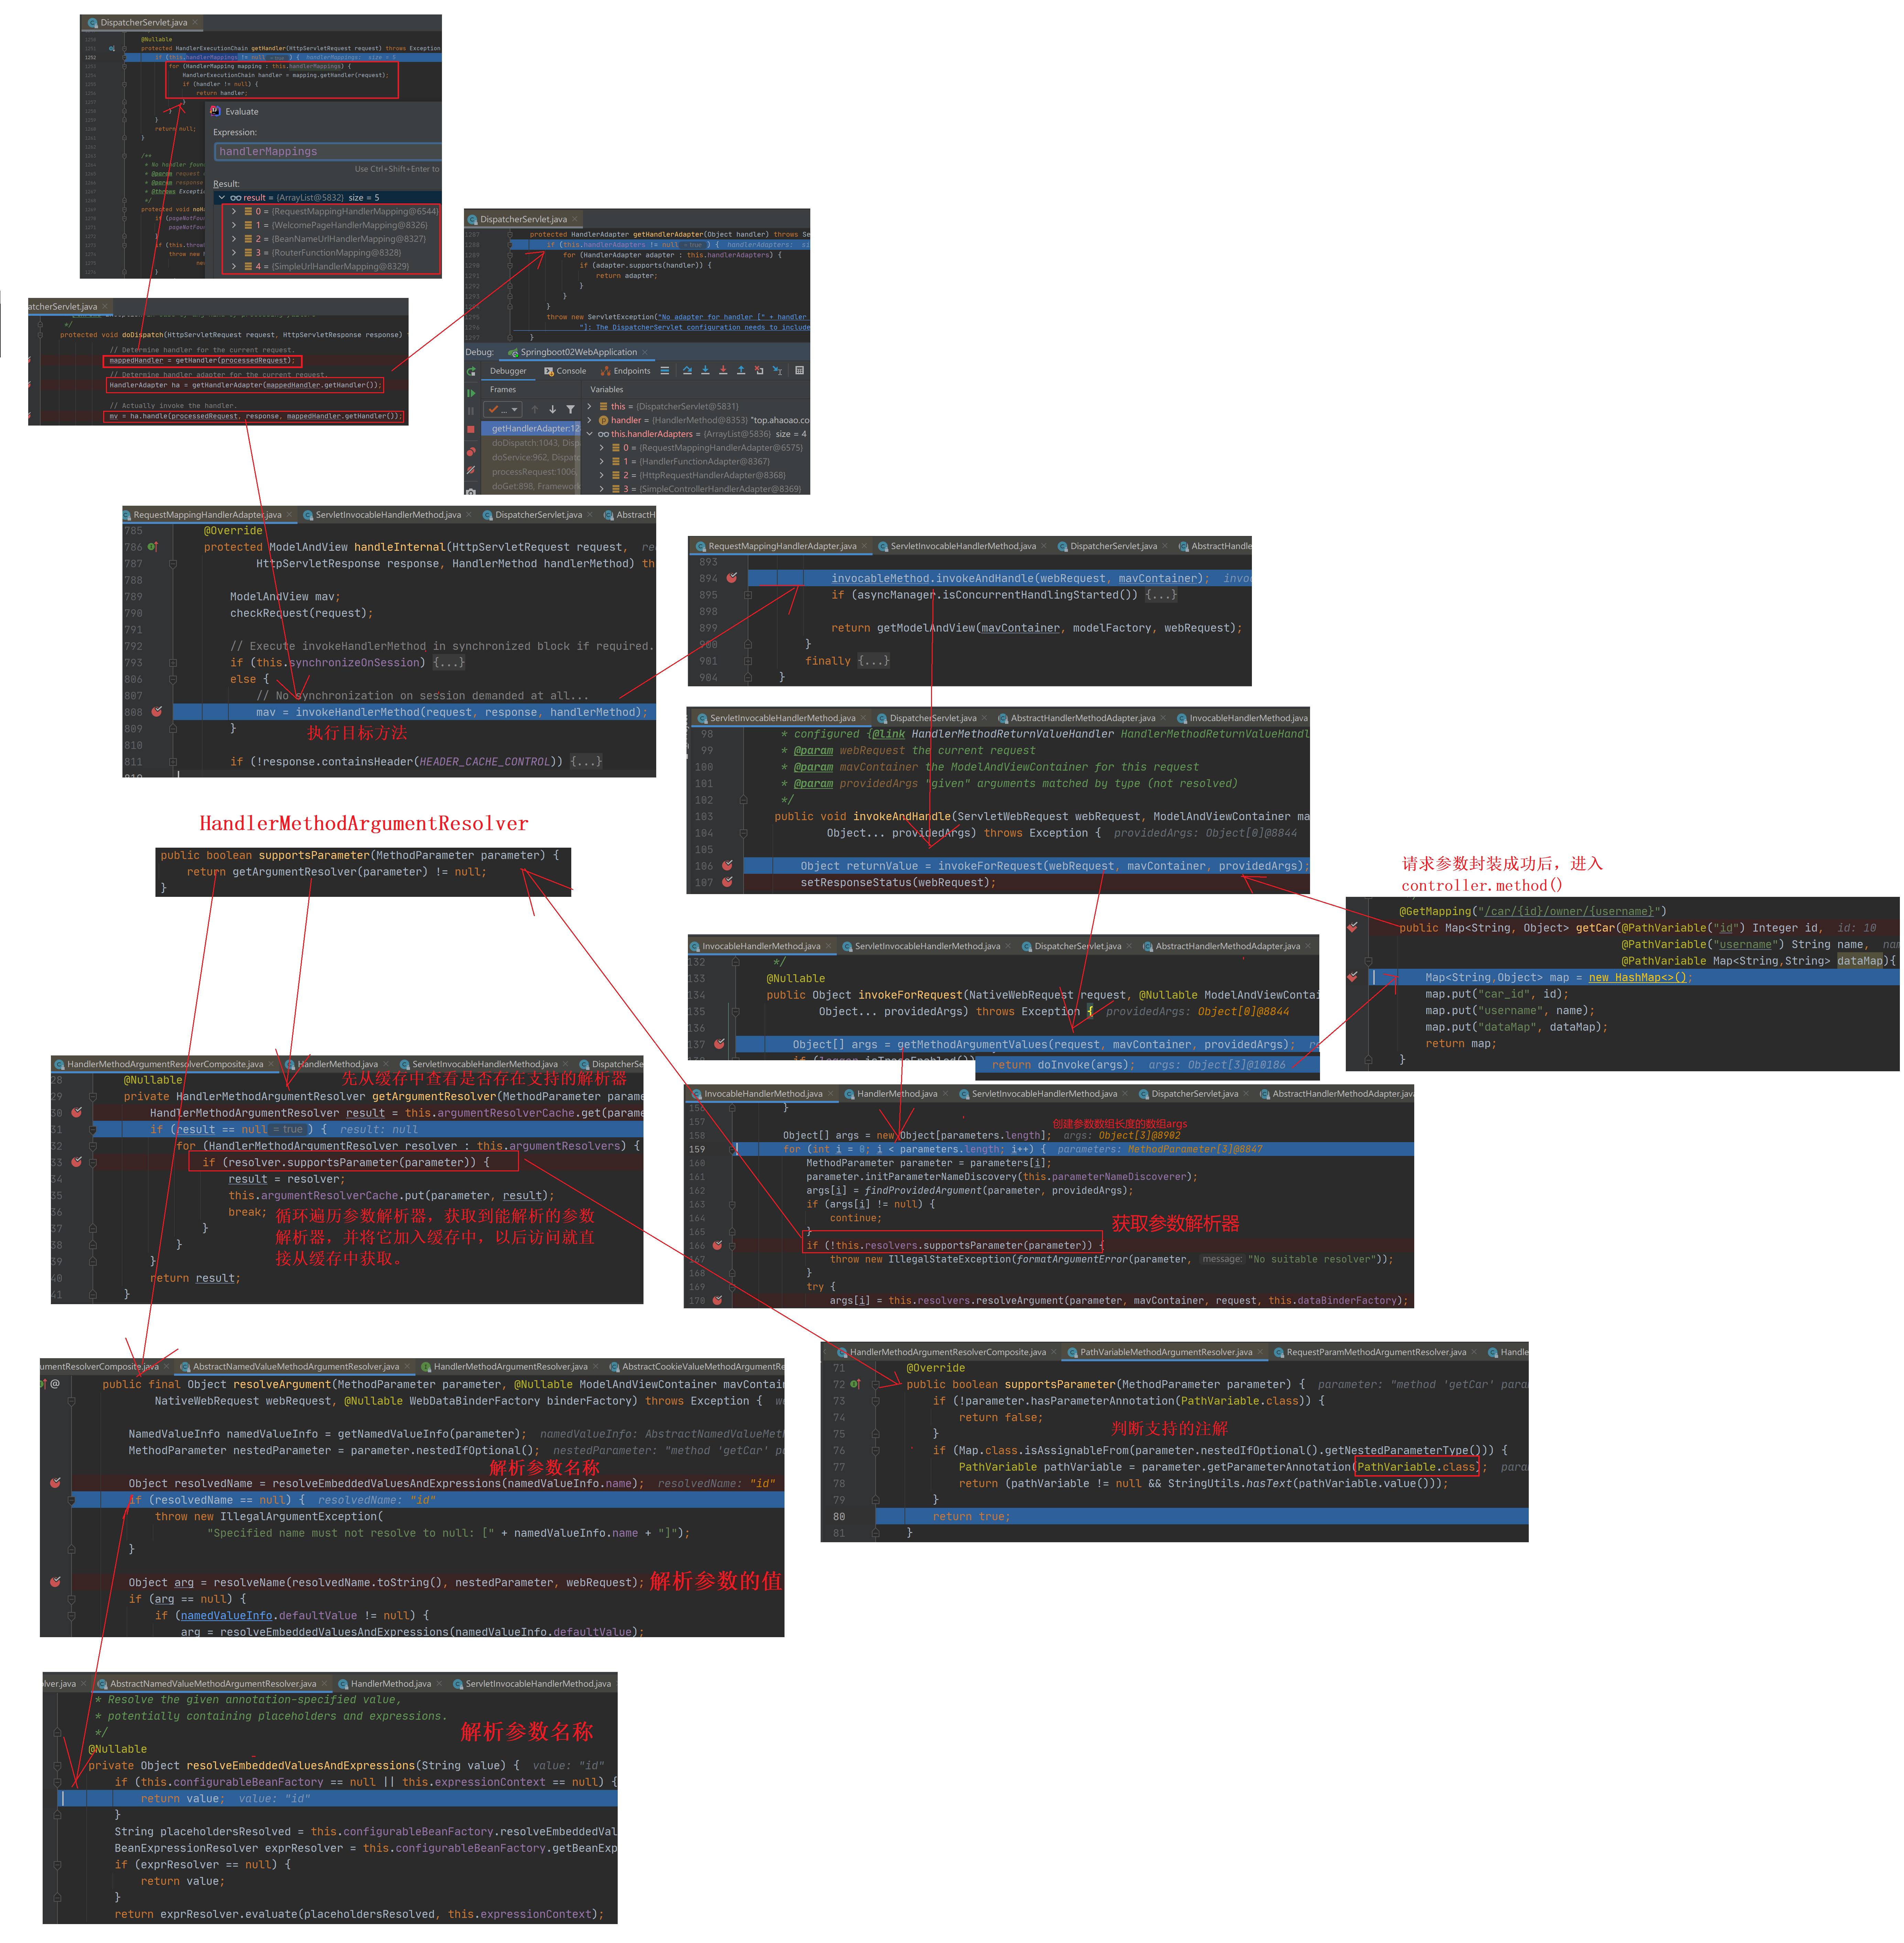 DispatcherServlet.java
@Nullable
protected HandlerExecutionChain getHandler(HttpServletRequest request) throws Exception
if (this.handlerMappings != null = true ) { handlerMappings: size = 5
for (HandlerMapping mapping : this.handlerMappings) {
HandlerExecutionChain handler = mapping.getHandler(request);
if (handler != null) {
return handler;
}
}
}
return null;
}
/**
* No handler foun
* @param request
* @param response
* @throws Exceptio
*/
protected void noHa
if (pageNotFou
pageNotFou
}
if (this.throw
throw new
}
Evaluate
Expression:
handlerMappings
Use Ctrl+Shift+Enter to
Result:
result = {ArrayList@5832} size = 5
0 = {RequestMappingHandlerMapping@6544}
1 = {WelcomePageHandlerMapping@8326}
2 = {BeanNameUrlHandlerMapping@8327}
3 = {RouterFunctionMapping@8328}
4 = {SimpleUrlHandlerMapping@8329}
DispatcherServlet.java
1287 protected HandlerAdapter getHandlerAdapter(Object handler) throws Se
1288 if (this.handlerAdapters != null = true ) { handlerAdapters: si
1289 for (HandlerAdapter adapter : this.handlerAdapters) {
1290 if (adapter.supports(handler)) {
1291 return adapter;
1292 }
1293 }
1294 }
1295 throw new ServletException("No adapter for handler [" + handler
1296 "]: The DispatcherServlet configuration needs to include
1297 }
Debug: Springboot02WebApplication
Debugger Console Endpoints
Frames Variables
this = {DispatcherServlet@5831}
handler = {HandlerMethod@8353} "top.ahaoao.co
this.handlerAdapters = {ArrayList@5836} size = 4
0 = {RequestMappingHandlerAdapter@6575}
1 = {HandlerFunctionAdapter@8367}
2 = {HttpRequestHandlerAdapter@8368}
3 = {SimpleControllerHandlerAdapter@8369}
getHandlerAdapter:12
doDispatch:1043, Disp
doService:962, Dispatc
processRequest:1006,
doGet:898, Framework
atcherServlet.java
*/
protected void doDispatch(HttpServletRequest request, HttpServletResponse response)
// Determine handler for the current request.
mappedHandler = getHandler(processedRequest);
// Determine handler adapter for the current request.
HandlerAdapter ha = getHandlerAdapter(mappedHandler.getHandler());
// Actually invoke the handler.
mv = ha.handle(processedRequest, response, mappedHandler.getHandler());
RequestMappingHandlerAdapter.java ServletInvocableHandlerMethod.java DispatcherServlet.java AbstractH
785 @Override
786 protected ModelAndView handleInternal(HttpServletRequest request, re
787 HttpServletResponse response, HandlerMethod handlerMethod) th
788
789 ModelAndView mav;
790 checkRequest(request);
791
792 // Execute invokeHandlerMethod in synchronized block if required.
793 if (this.synchronizeOnSession) {...}
806 else {
807 // No synchronization on session demanded at all...
808 mav = invokeHandlerMethod(request, response, handlerMethod);
809 }
执行目标方法
810
811 if (!response.containsHeader(HEADER_CACHE_CONTROL)) {...}
RequestMappingHandlerAdapter.java ServletInvocableHandlerMethod.java DispatcherServlet.java AbstractHandle
893
894 invocableMethod.invokeAndHandle(webRequest, mavContainer); invo
895 if (asyncManager.isConcurrentHandlingStarted()) {...}
898
899 return getModelAndView(mavContainer, modelFactory, webRequest);
900 }
901 finally {...}
904 }
ServletInvocableHandlerMethod.java DispatcherServlet.java AbstractHandlerMethodAdapter.java InvocableHandlerMethod.java
98 * configured {@link HandlerMethodReturnValueHandler HandlerMethodReturnValueHandl
99 * @param webRequest the current request
100 * @param mavContainer the ModelAndViewContainer for this request
101 * @param providedArgs "given" arguments matched by type (not resolved)
102 */
103 public void invokeAndHandle(ServletWebRequest webRequest, ModelAndViewContainer ma
104 Object... providedArgs) throws Exception { providedArgs: Object[0]@8844
105
106 Object returnValue = invokeForRequest(webRequest, mavContainer, providedArgs);
107 setResponseStatus(webRequest);
HandlerMethodArgumentResolver
public boolean supportsParameter(MethodParameter parameter) {
return getArgumentResolver(parameter) != null;
}
请求参数封装成功后，进入
controller.method()
@GetMapping("/car/{id}/owner/{username}")
public Map<String, Object> getCar(@PathVariable("id") Integer id, id: 10
@PathVariable("username") String name, na
@PathVariable Map<String,String> dataMap){
Map<String,Object> map = new HashMap<>();
map.put("car_id", id);
map.put("username", name);
map.put("dataMap", dataMap);
return map;
}
InvocableHandlerMethod.java ServletInvocableHandlerMethod.java DispatcherServlet.java AbstractHandlerMethodAdapter.java
132 */
133 @Nullable
134 public Object invokeForRequest(NativeWebRequest request, @Nullable ModelAndViewContai
135 Object... providedArgs) throws Exception { providedArgs: Object[0]@8844
136
137 Object[] args = getMethodArgumentValues(request, mavContainer, providedArgs);
return doInvoke(args); args: Object[3]@10186
HandlerMethodArgumentResolverComposite.java HandlerMethod.java ServletInvocableHandlerMethod.java DispatcherSe
28 @Nullable
先从缓存中查看是否存在支持的解析器
29 private HandlerMethodArgumentResolver getArgumentResolver(MethodParameter parame
30 HandlerMethodArgumentResolver result = this.argumentResolverCache.get(parame
31 if (result == null = true ) { result: null
32 for (HandlerMethodArgumentResolver resolver : this.argumentResolvers) {
33 if (resolver.supportsParameter(parameter)) {
34 result = resolver;
35 this.argumentResolverCache.put(parameter, result);
36 break;
37 }
38 }
39 }
40 return result;
41 }
循环遍历参数解析器，获取到能解析的参数
解析器，并将它加入缓存中，以后访问就直
接从缓存中获取。
InvocableHandlerMethod.java HandlerMethod.java ServletInvocableHandlerMethod.java DispatcherServlet.java AbstractHandlerMethodAdapter.java
156 }
157
创建参数数组长度的数组args
158 Object[] args = new Object[parameters.length]; args: Object[3]@8902
159 for (int i = 0; i < parameters.length; i++) { parameters: MethodParameter[3]@8847
160 MethodParameter parameter = parameters[i];
161 parameter.initParameterNameDiscovery(this.parameterNameDiscoverer);
162 args[i] = findProvidedArgument(parameter, providedArgs);
163 if (args[i] != null) {
164 continue;
165 }
获取参数解析器
166 if (!this.resolvers.supportsParameter(parameter)) {
167 throw new IllegalStateException(formatArgumentError(parameter, message: "No suitable resolver"));
168 }
169 try {
170 args[i] = this.resolvers.resolveArgument(parameter, mavContainer, request, this.dataBinderFactory);
umentResolverComposite.java AbstractNamedValueMethodArgumentResolver.java HandlerMethodArgumentResolver.java AbstractCookieValueMethodArgumentRe
public final Object resolveArgument(MethodParameter parameter, @Nullable ModelAndViewContainer mavContain
NativeWebRequest webRequest, @Nullable WebDataBinderFactory binderFactory) throws Exception {
NamedValueInfo namedValueInfo = getNamedValueInfo(parameter); namedValueInfo: AbstractNamedValueMeth
MethodParameter nestedParameter = parameter.nestedIfOptional(); nestedParameter: "method 'getCar' pa
解析参数名称
Object resolvedName = resolveEmbeddedValuesAndExpressions(namedValueInfo.name); resolvedName: "id"
if (resolvedName == null) { resolvedName: "id"
throw new IllegalArgumentException(
"Specified name must not resolve to null: [" + namedValueInfo.name + "]");
}
Object arg = resolveName(resolvedName.toString(), nestedParameter, webRequest);
解析参数的值
if (arg == null) {
if (namedValueInfo.defaultValue != null) {
arg = resolveEmbeddedValuesAndExpressions(namedValueInfo.defaultValue);
HandlerMethodArgumentResolverComposite.java PathVariableMethodArgumentResolver.java RequestParamMethodArgumentResolver.java Handle
71 @Override
72 public boolean supportsParameter(MethodParameter parameter) { parameter: "method 'getCar' para
73 if (!parameter.hasParameterAnnotation(PathVariable.class)) {
74 return false;
75 }
判断支持的注解
76 if (Map.class.isAssignableFrom(parameter.nestedIfOptional().getNestedParameterType())) {
77 PathVariable pathVariable = parameter.getParameterAnnotation(PathVariable.class); para
78 return (pathVariable != null && StringUtils.hasText(pathVariable.value()));
79 }
80 return true;
81 }
lver.java AbstractNamedValueMethodArgumentResolver.java HandlerMethod.java ServletInvocableHandlerMethod.java
* Resolve the given annotation-specified value,
* potentially containing placeholders and expressions.
*/
解析参数名称
@Nullable
private Object resolveEmbeddedValuesAndExpressions(String value) { value: "id"
if (this.configurableBeanFactory == null || this.expressionContext == null) {
return value; value: "id"
}
String placeholdersResolved = this.configurableBeanFactory.resolveEmbeddedVal
BeanExpressionResolver exprResolver = this.configurableBeanFactory.getBeanExp
if (exprResolver == null) {
return value;
}
return exprResolver.evaluate(placeholdersResolved, this.expressionContext);